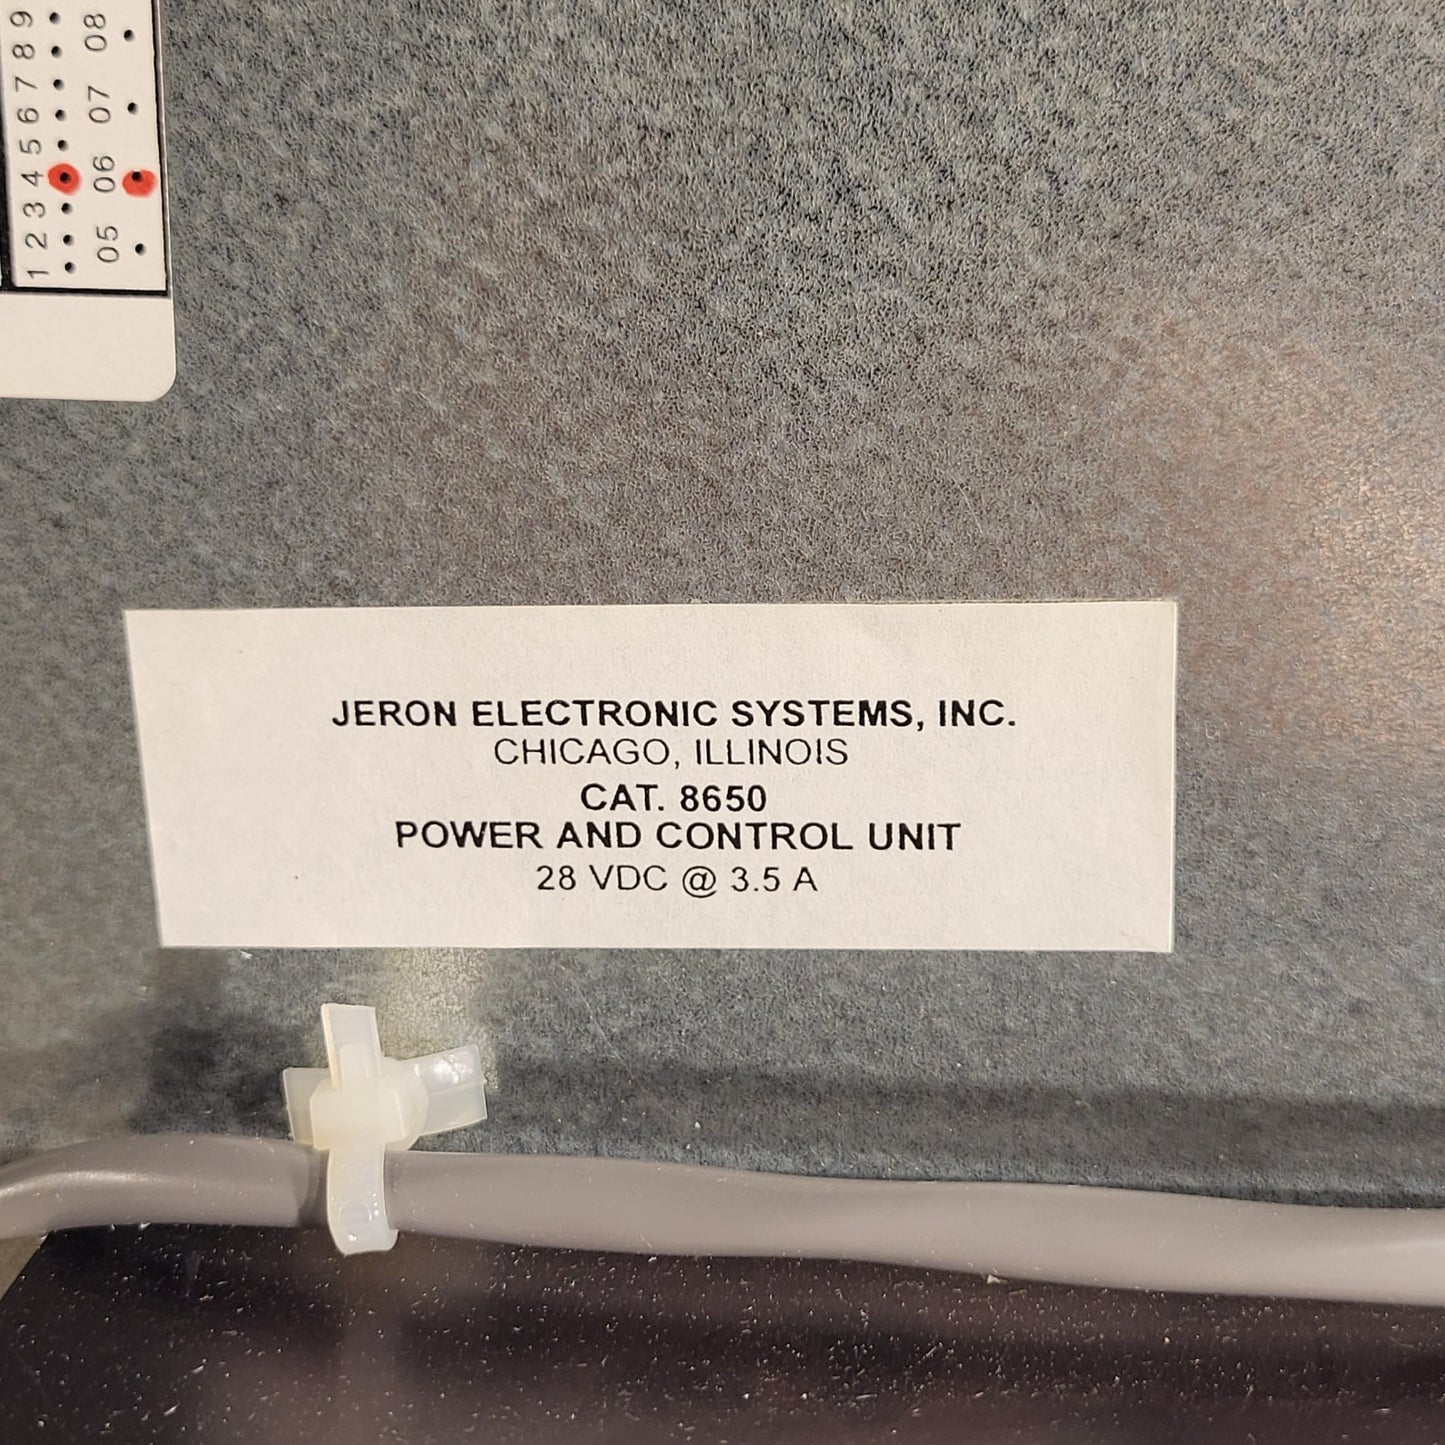 1 2 3 4 5 6 7 8 9
05 06 07 08
JERON ELECTRONIC SYSTEMS, INC.
CHICAGO, ILLINOIS
CAT. 8650
POWER AND CONTROL UNIT
28 VDC @ 3.5 A